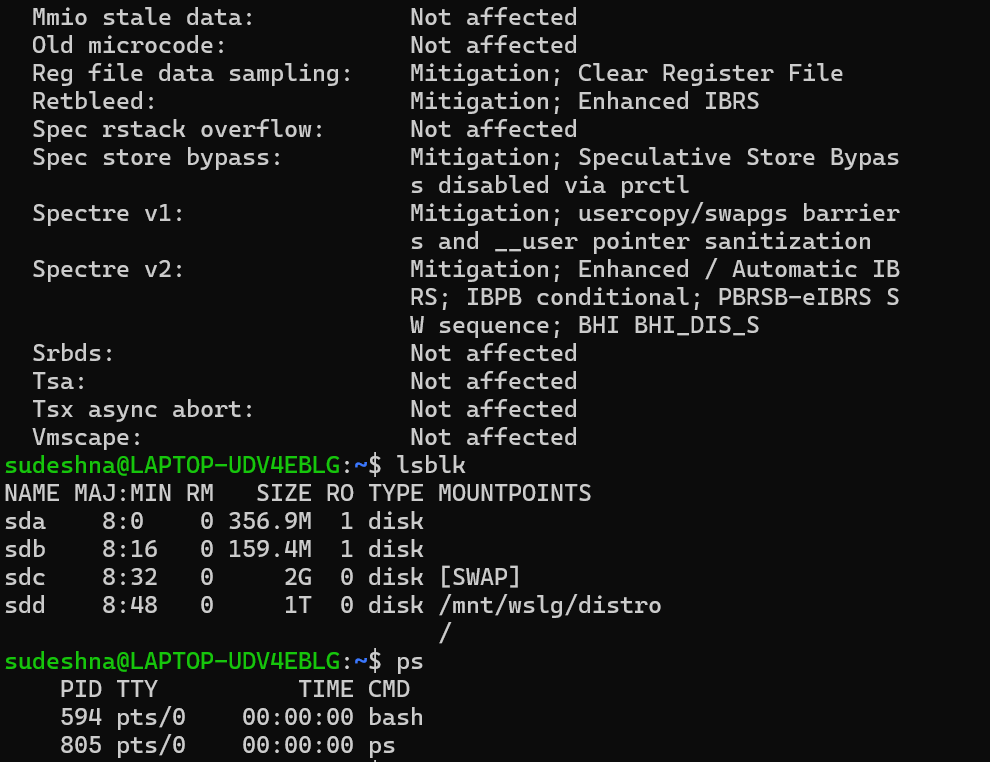 Mmio stale data:           Not affected
  Old microcode:             Not affected
  Reg file data sampling:    Mitigation; Clear Register File
  Retbleed:                  Mitigation; Enhanced IBRS
  Spec rstack overflow:      Not affected
  Spec store bypass:         Mitigation; Speculative Store Bypas
                             s disabled via prctl
  Spectre v1:                Mitigation; usercopy/swapgs barrier
                             s and __user pointer sanitization
  Spectre v2:                Mitigation; Enhanced / Automatic IB
                             RS; IBPB conditional; PBRSB-eIBRS S
                             W sequence; BHI BHI_DIS_S
  Srbds:                     Not affected
  Tsa:                       Not affected
  Tsx async abort:           Not affected
  Vmscape:                   Not affected
sudeshna@LAPTOP-UDV4EBLG:~$ lsblk
NAME MAJ:MIN RM   SIZE RO TYPE MOUNTPOINTS
sda    8:0    0 356.9M  1 disk
sdb    8:16   0 159.4M  1 disk
sdc    8:32   0     2G  0 disk [SWAP]
sdd    8:48   0     1T  0 disk /mnt/wslg/distro
                               /
sudeshna@LAPTOP-UDV4EBLG:~$ ps
    PID TTY          TIME CMD
    594 pts/0    00:00:00 bash
    805 pts/0    00:00:00 ps